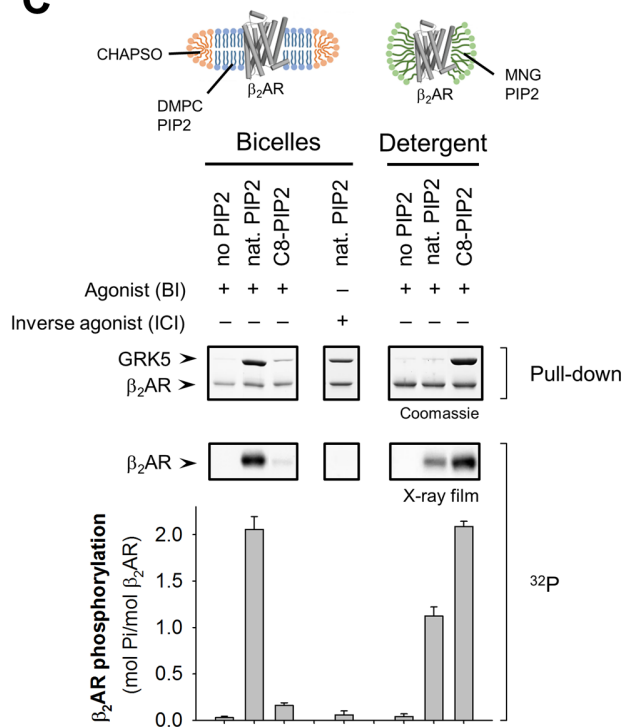 C
CHAPSO
DMPC
PIP2
β₂AR
β₂AR
MNG
PIP2
Bicelles Detergent
no PIP2 nat. PIP2 C8-PIP2 nat. PIP2 no PIP2 nat. PIP2 C8-PIP2
Agonist (BI) + + + – + + +
Inverse agonist (ICI) – – – + – – –
GRK5
β₂AR
Pull-down
Coomassie
β₂AR
X-ray film
β₂AR phosphorylation
(mol Pi/mol β₂AR)
2.0
1.5
1.0
0.5
0.0
³²P